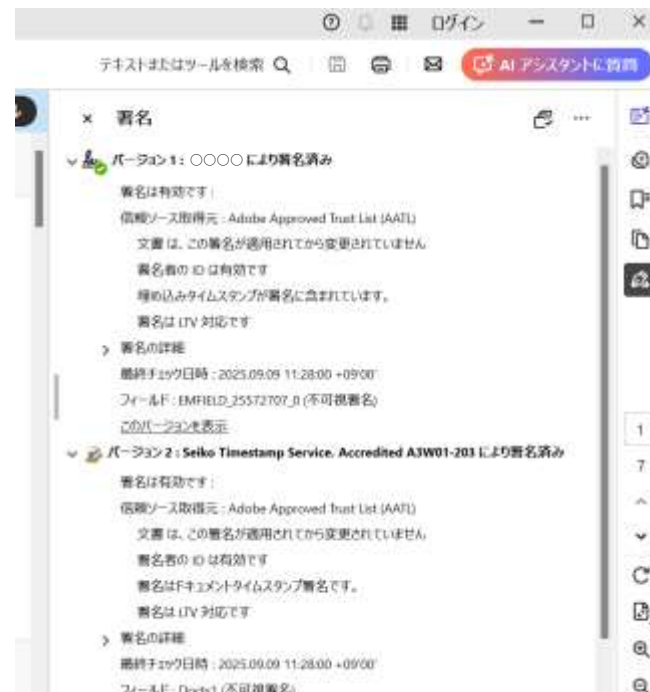 ログイン
テキストまたはツールを検索
AI アシスタントに質問
署名
バージョン 1 : 〇〇〇〇 により署名済み
署名は有効です :
信頼ソース取得元 : Adobe Approved Trust List (AATL)
文書 は、この署名が適用されてから変更されていません
署名者の ID は有効です
埋め込みタイムスタンプが署名に含まれています。
署名は LTV 対応です
署名の詳細
最終チェック日時 : 2025.09.09 11:28:00 +09'00'
フィールド : EMFIELD_25572707_0 (不可視署名)
このバージョンを表示
バージョン 2 : Seiko Timestamp Service. Accredited A3W01-203 により署名済み
署名は有効です :
信頼ソース取得元 : Adobe Approved Trust List (AATL)
文書 は、この署名が適用されてから変更されていません
署名者の ID は有効です
署名はドキュメントタイムスタンプ署名です。
署名は LTV 対応です
署名の詳細
最終チェック日時 : 2025.09.09 11:28:00 +09'00'
フィールド : Docts1 (不可視署名)
1
7